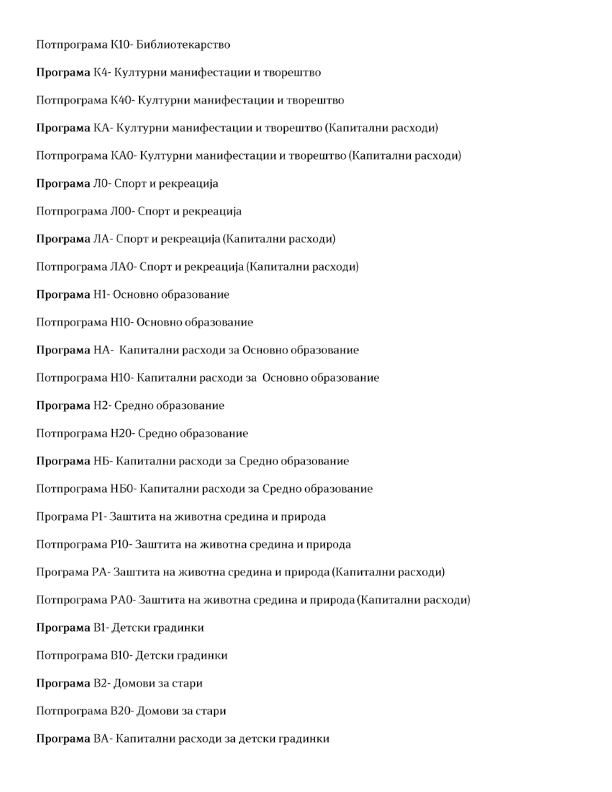 Потпрограма К10- Библиотекарство
Програма К4- Културни манифестации и творештво
Потпрограма К40- Културни манифестации и творештво
Програма КА- Културни манифестации и творештво (Капитални расходи)
Потпрограма КА0- Културни манифестации и творештво (Капитални расходи)
Програма Л0- Спорт и рекреација
Потпрограма Л00- Спорт и рекреација
Програма ЛА- Спорт и рекреација (Капитални расходи)
Потпрограма ЛА0- Спорт и рекреација (Капитални расходи)
Програма Н1- Основно образование
Потпрограма Н10- Основно образование
Програма НА-  Капитални расходи за Основно образование
Потпрограма Н10- Капитални расходи за  Основно образование
Програма Н2- Средно образование
Потпрограма Н20- Средно образование
Програма НБ- Капитални расходи за Средно образование
Потпрограма НБ0- Капитални расходи за Средно образование
Програма Р1- Заштита на животна средина и природа
Потпрограма Р10- Заштита на животна средина и природа
Програма РА- Заштита на животна средина и природа (Капитални расходи)
Потпрограма РА0- Заштита на животна средина и природа (Капитални расходи)
Програма В1- Детски градинки
Потпрограма В10- Детски градинки
Програма В2- Домови за стари
Потпрограма В20- Домови за стари
Програма ВА- Капитални расходи за детски градинки